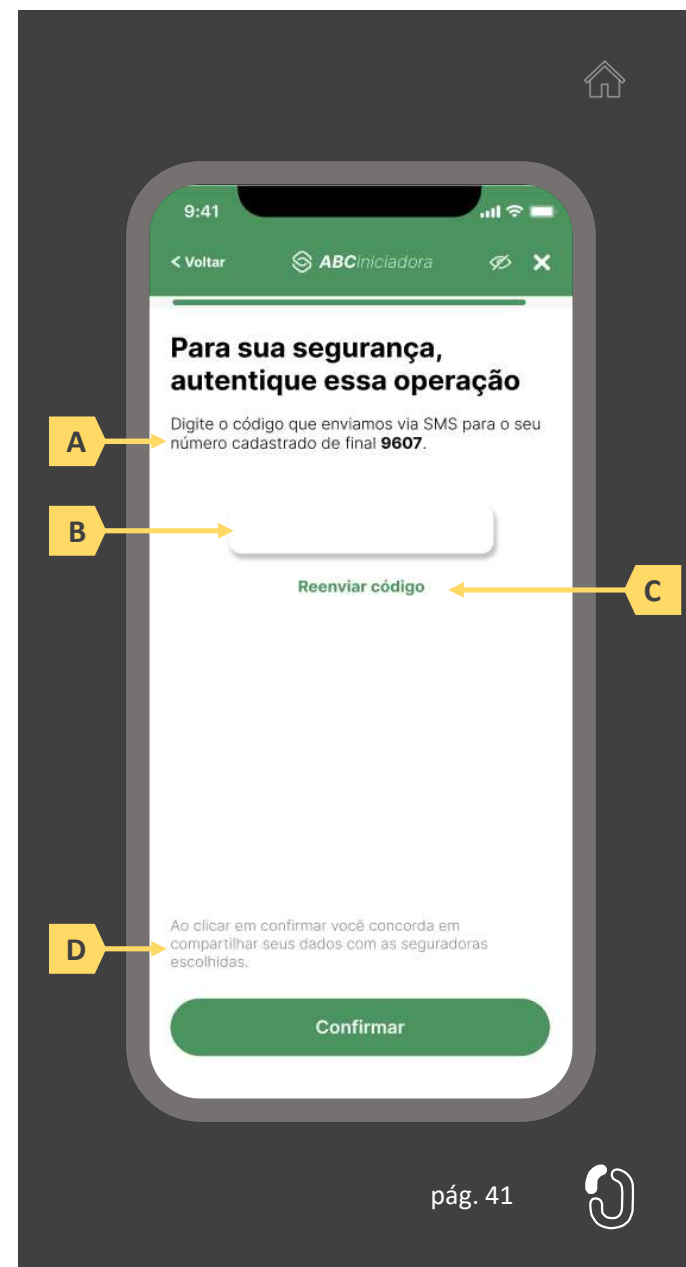 9:41
< Voltar
ABCiniciadora
Para sua segurança,
autentique essa operação
Digite o código que enviamos via SMS para o seu
número cadastrado de final 9607.
A
B
Reenviar código
C
Ao clicar em confirmar você concorda em
compartilhar seus dados com as seguradoras
escolhidas.
D
Confirmar
pág. 41